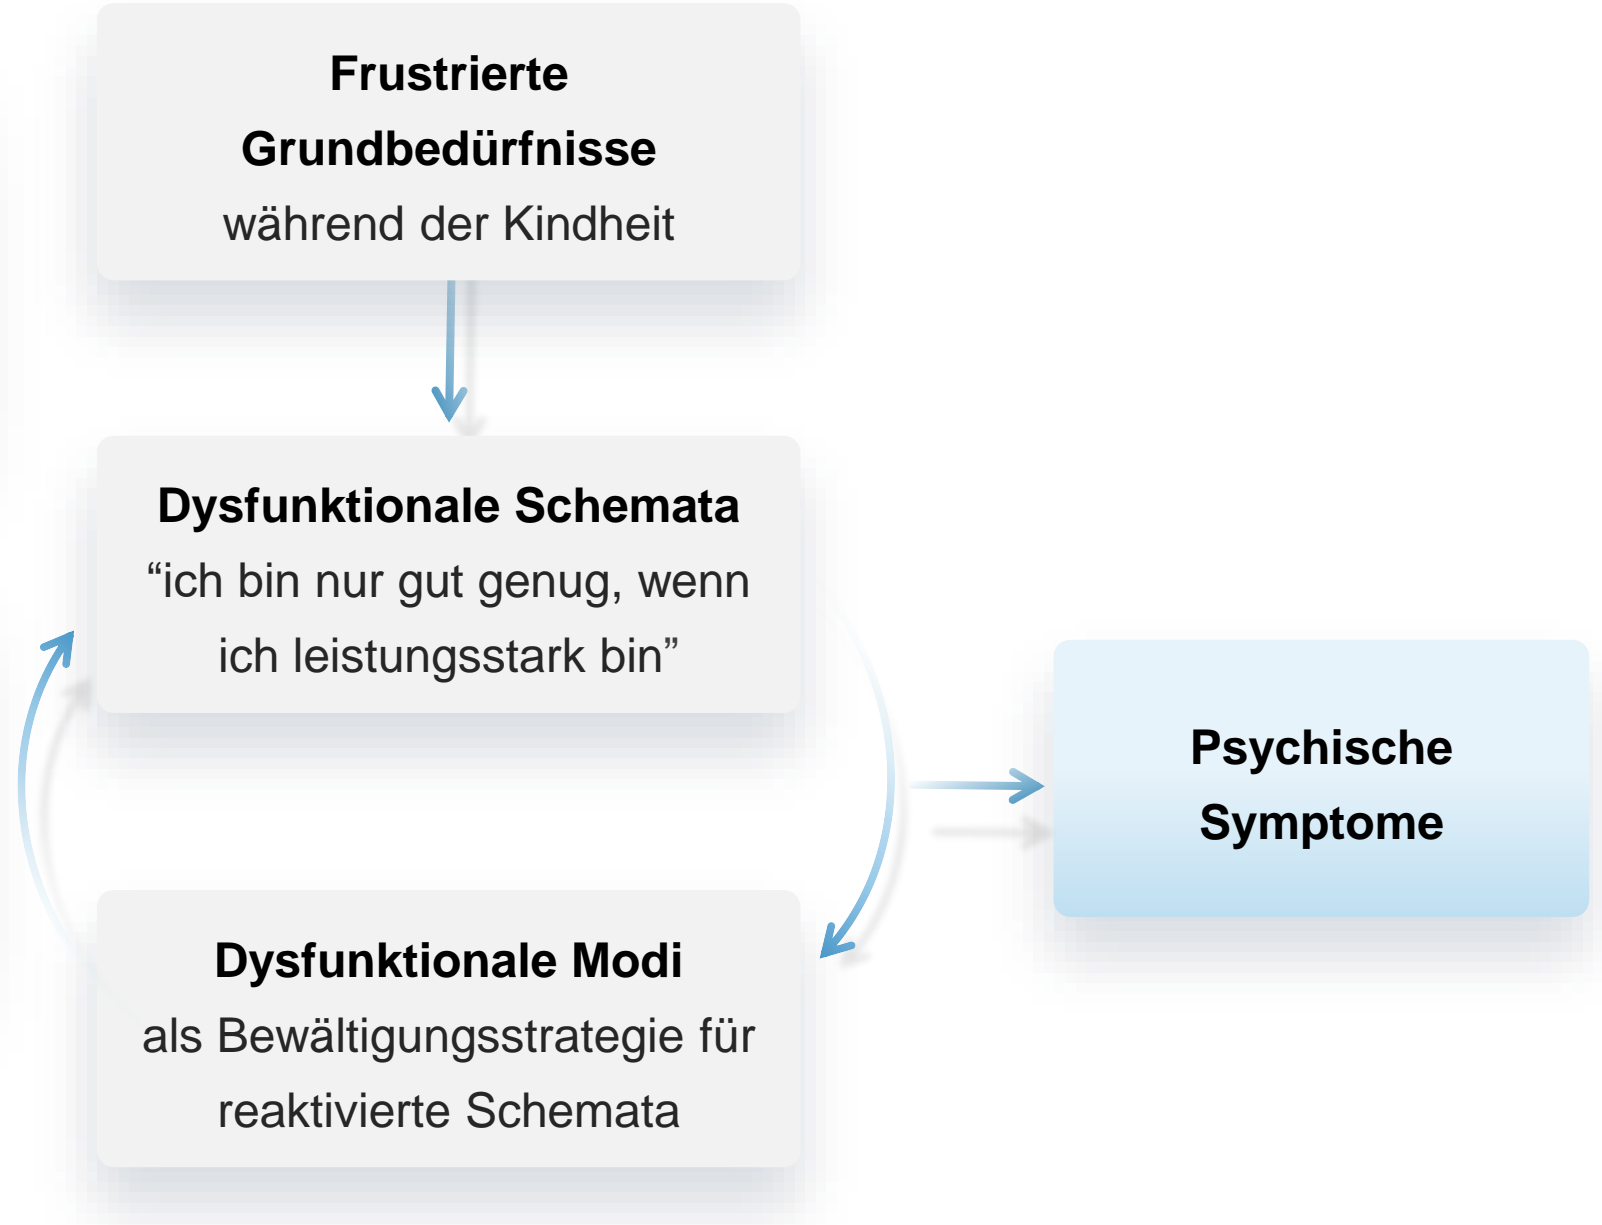 Frustrierte
Grundbedürfnisse
während der Kindheit
Dysfunktionale Schemata
“ich bin nur gut genug, wenn
ich leistungsstark bin”
Psychische
Symptome
Dysfunktionale Modi
als Bewältigungsstrategie für
reaktivierte Schemata